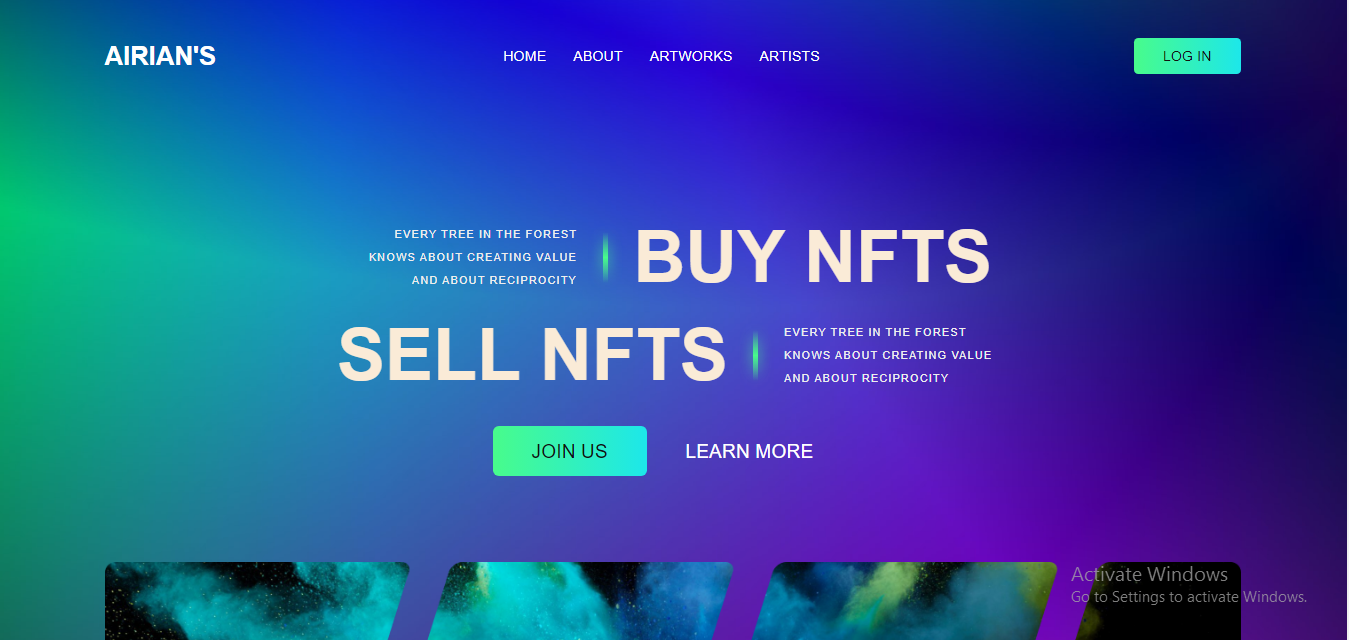 AIRIAN'S
HOME ABOUT ARTWORKS ARTISTS
LOG IN
EVERY TREE IN THE FOREST
KNOWS ABOUT CREATING VALUE
AND ABOUT RECIPROCITY
BUY NFTS
SELL NFTS
EVERY TREE IN THE FOREST
KNOWS ABOUT CREATING VALUE
AND ABOUT RECIPROCITY
JOIN US
LEARN MORE
Activate Windows
Go to Settings to activate Windows.